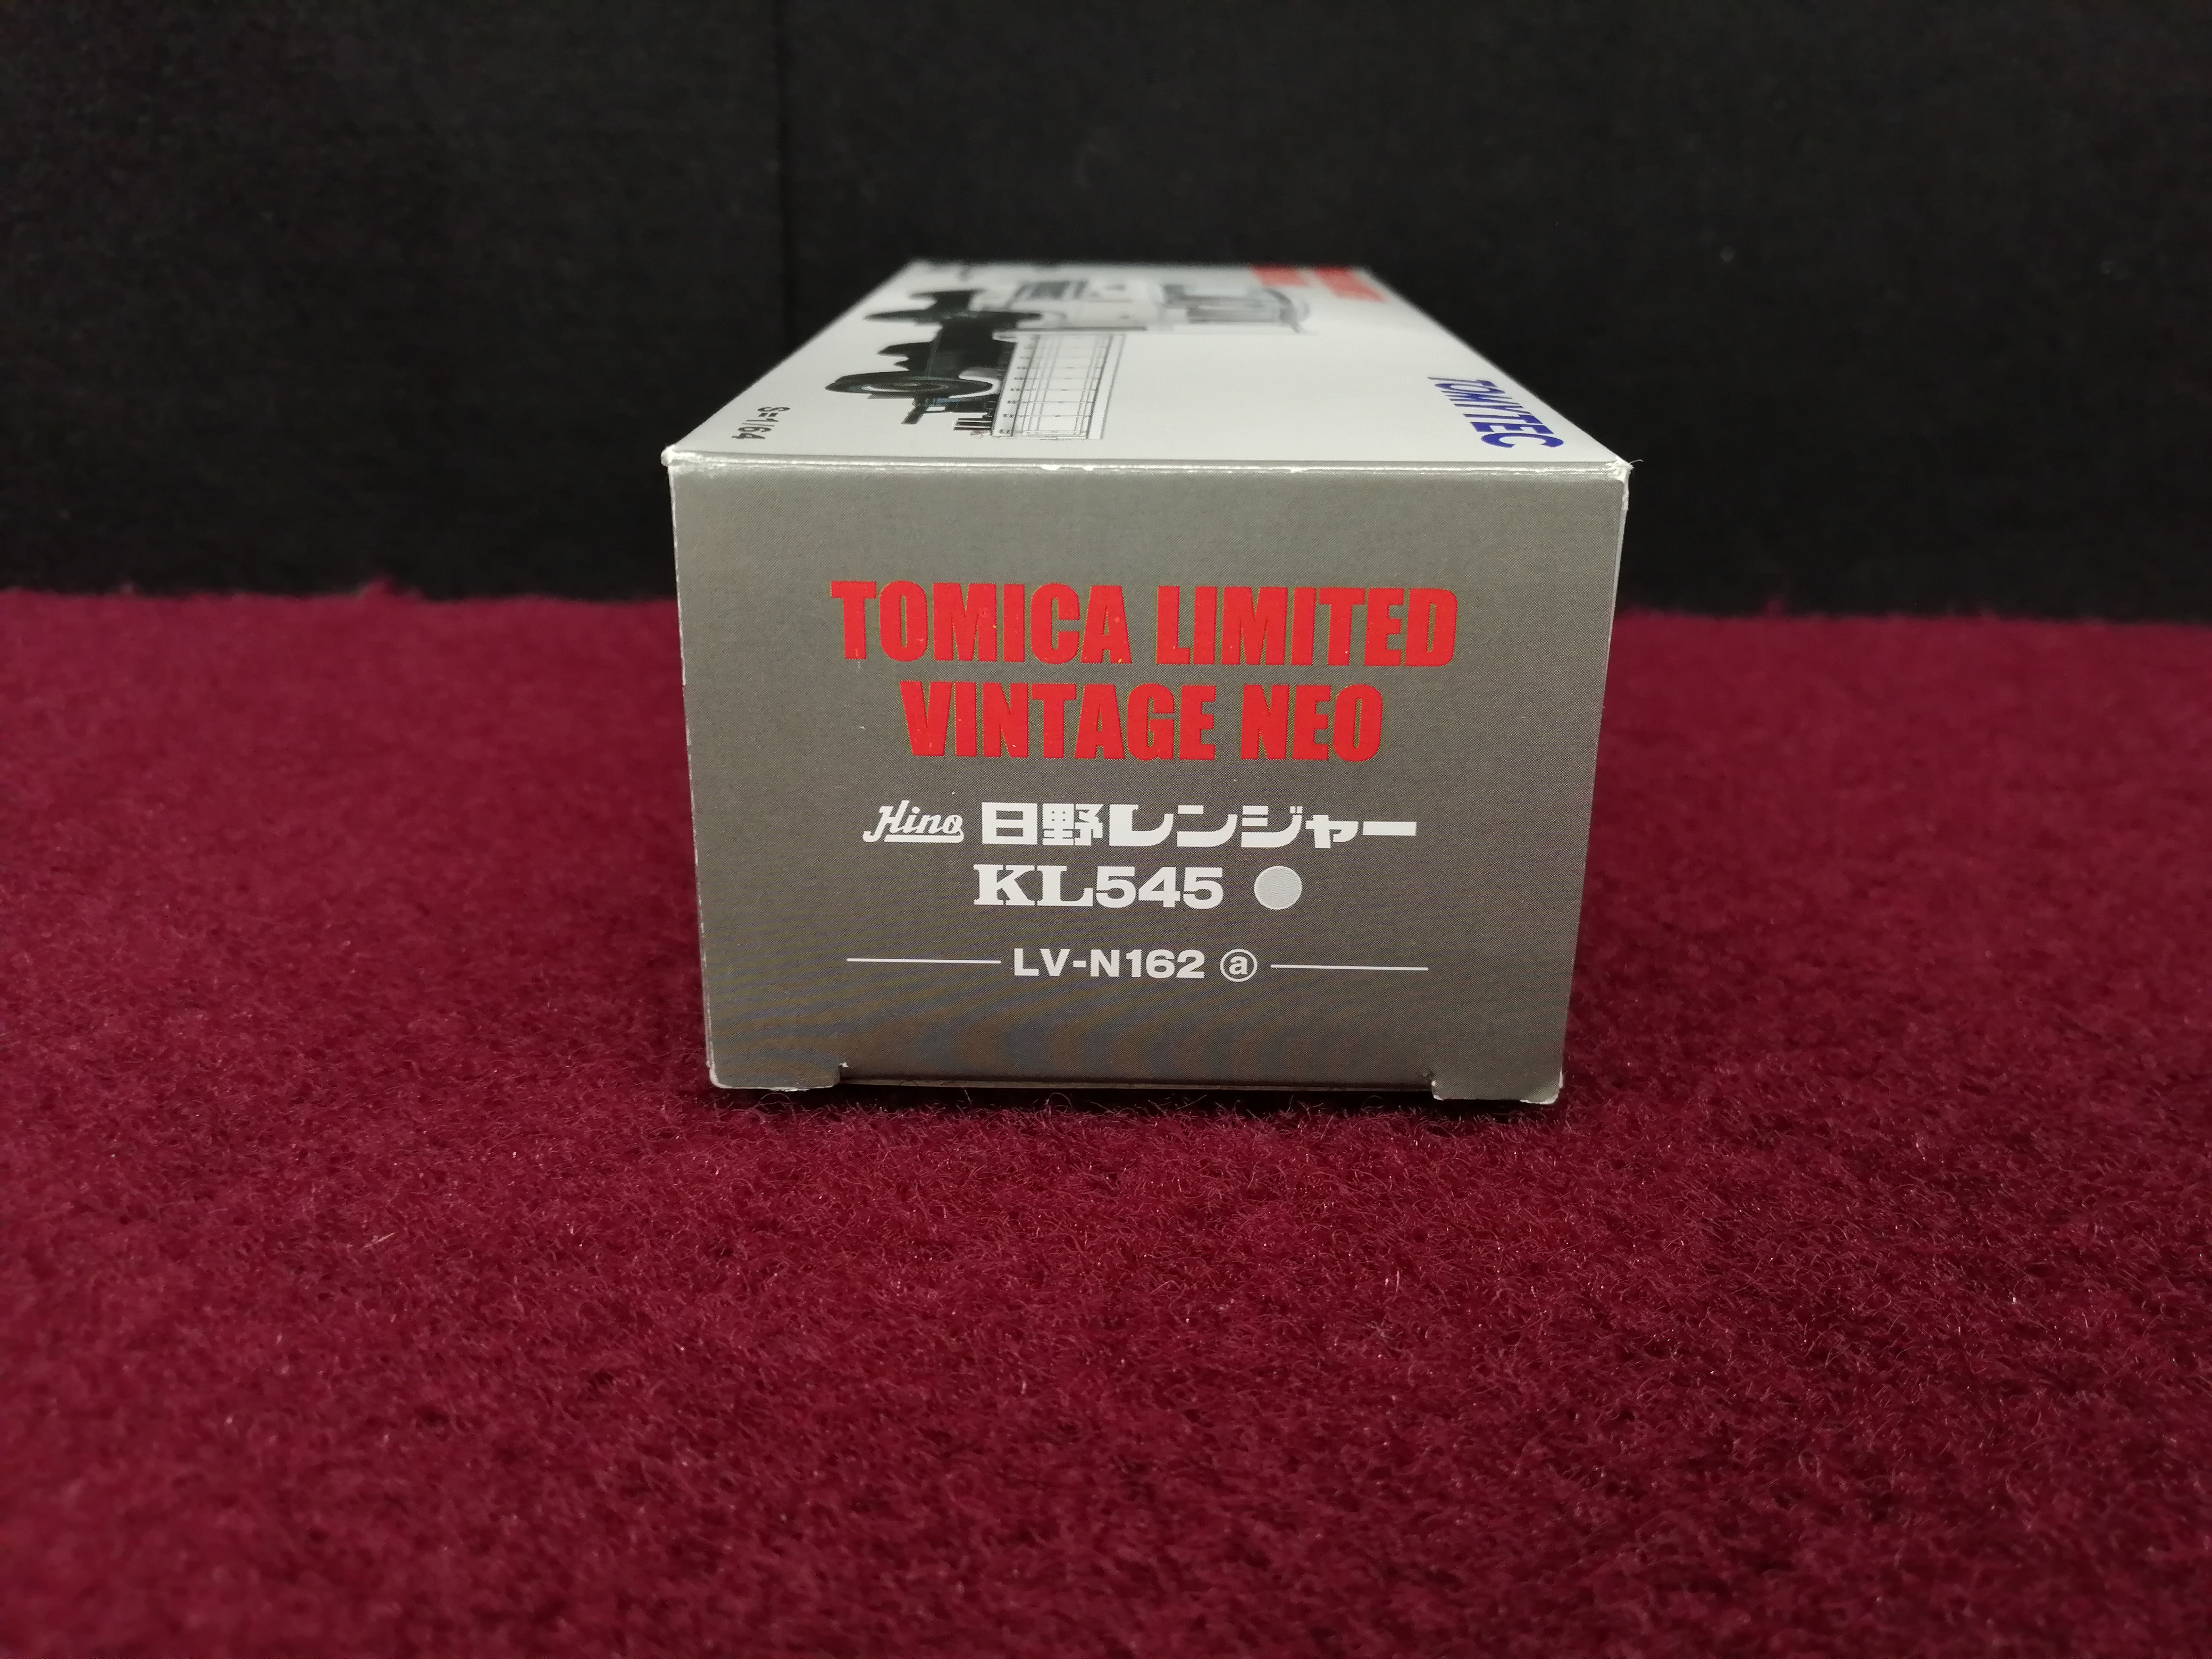 S=1/64
TOMYTEC
TOMICA LIMITED
VINTAGE NEO
Hino 日野レンジャー
KL545
LV-N162 ⓐ